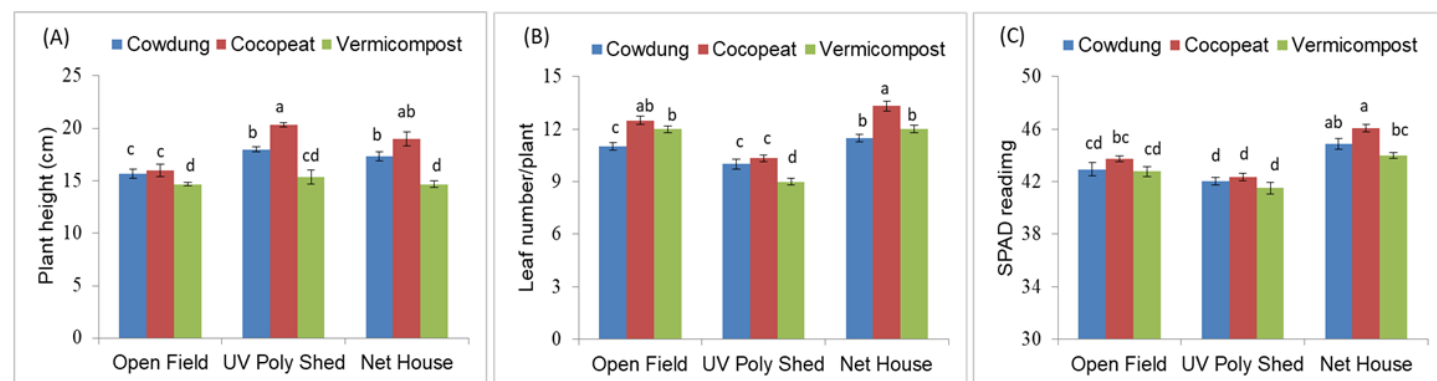 (A)
Cowdung Cocopeat Vermicompost
Plant height (cm)
25
20
15
10
5
0
c c d
b a cd
b ab d
Open Field UV Poly Shed Net House
(B)
Cowdung Cocopeat Vermicompost
Leaf number/plant
15
12
9
6
3
0
c ab b
c c d
b a b
Open Field UV Poly Shed Net House
(C)
Cowdung Cocopeat Vermicompost
SPAD readimg
50
46
42
38
34
30
cd bc cd
d d d
ab a bc
Open Field UV Poly Shed Net House